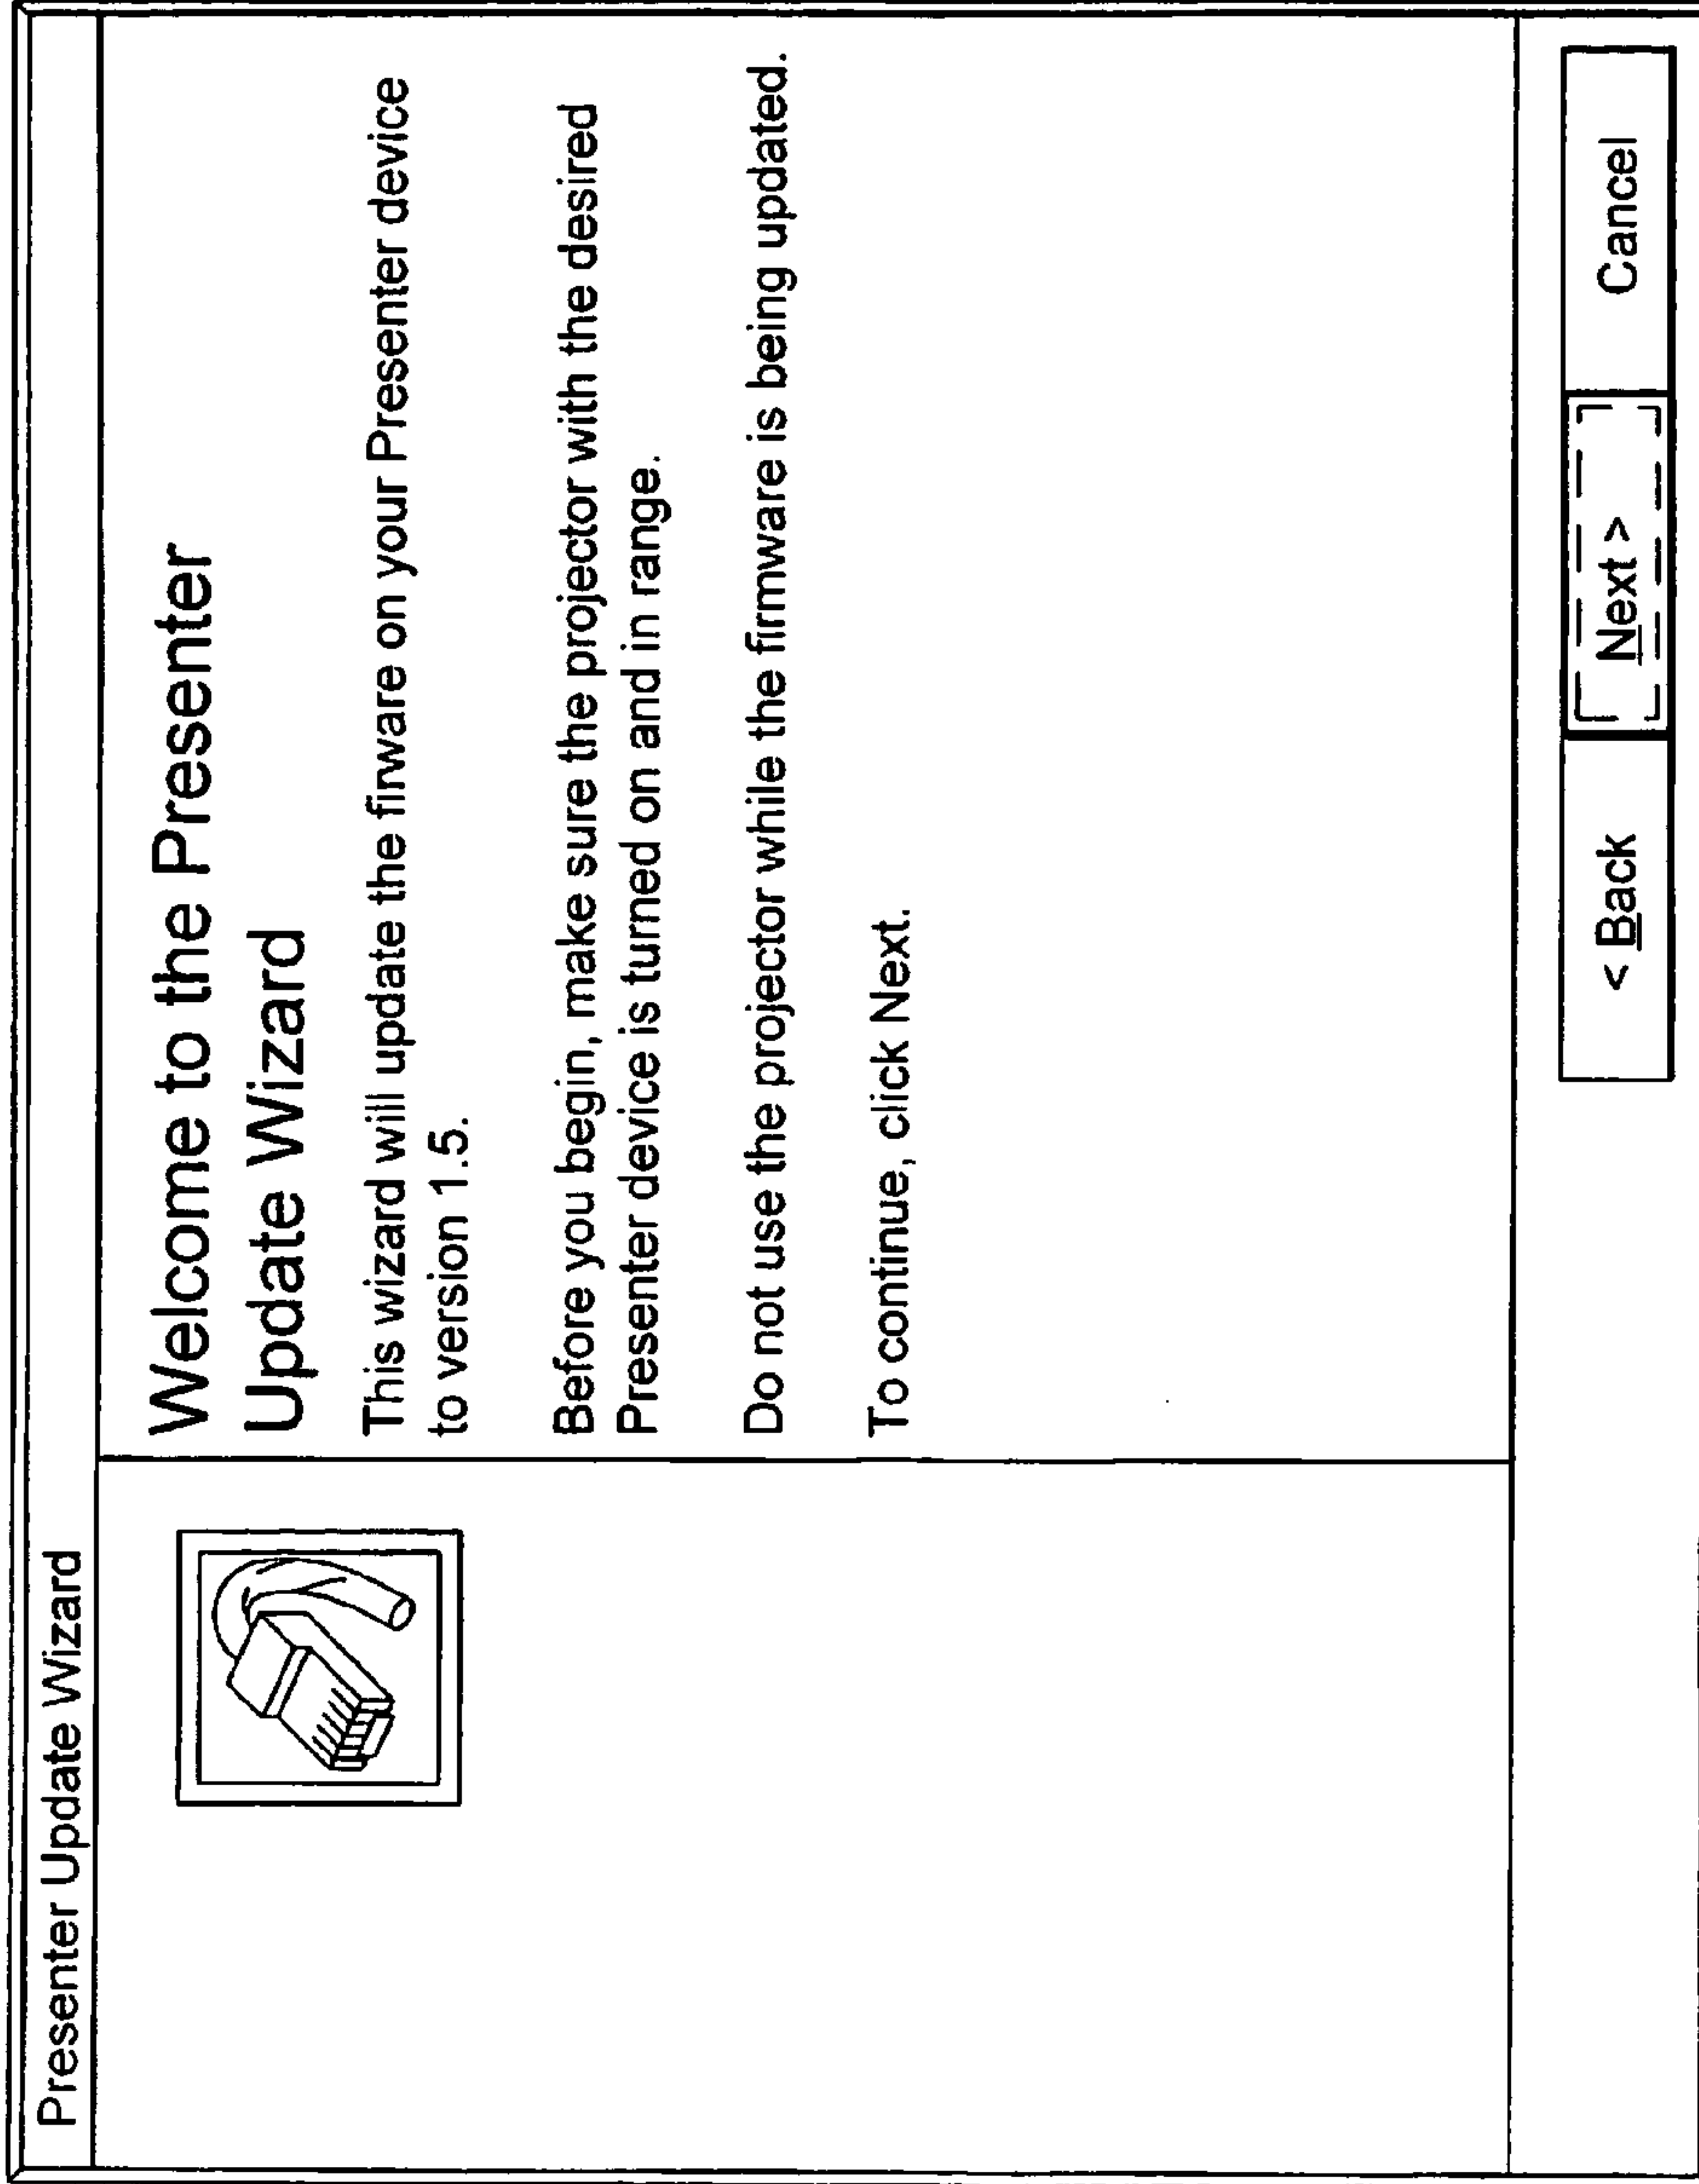 Presenter Update Wizard
Welcome to the Presenter
Update Wizard
This wizard will update the firware on your Presenter device
to version 1.5.
Before you begin, make sure the projector with the desired
Presenter device is turned on and in range.
Do not use the projector while the firmware is being updated.
To continue, click Next.
< Back
Next >
Cancel